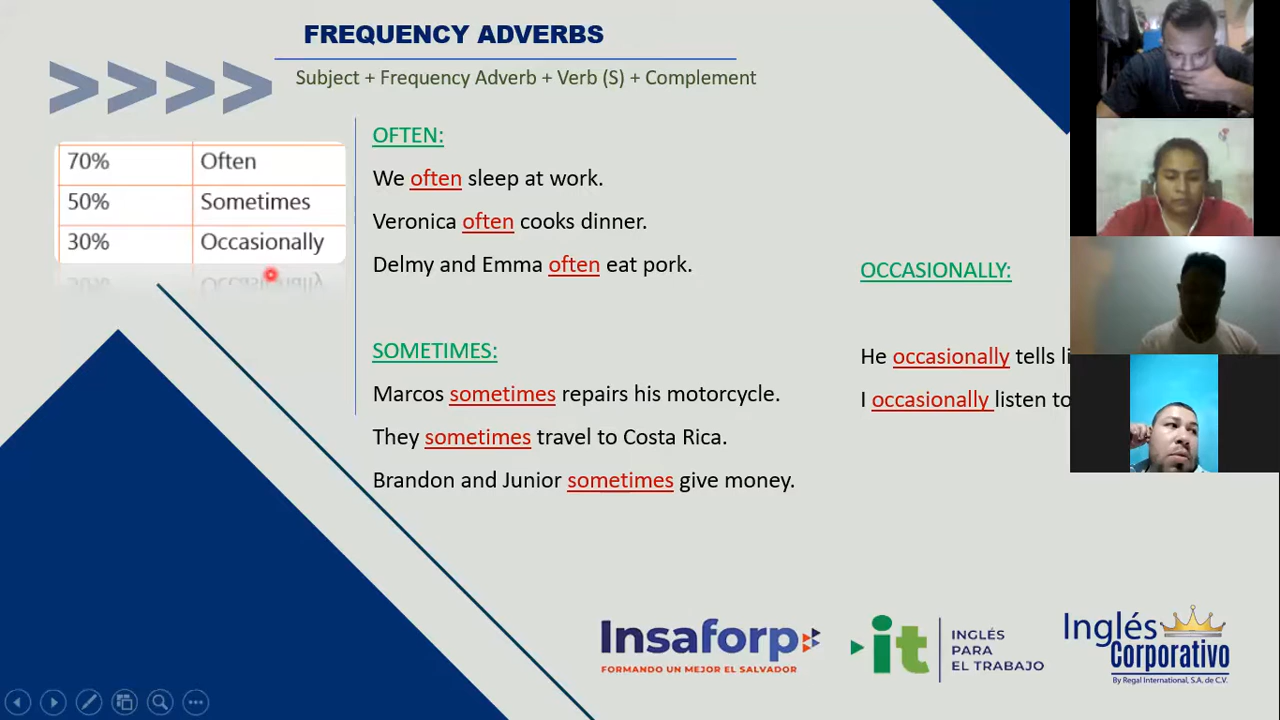 FREQUENCY ADVERBS
Subject + Frequency Adverb + Verb (S) + Complement
70% Often
50% Sometimes
30% Occasionally
OFTEN:
We often sleep at work.
Veronica often cooks dinner.
Delmy and Emma often eat pork.
SOMETIMES:
Marcos sometimes repairs his motorcycle.
They sometimes travel to Costa Rica.
Brandon and Junior sometimes give money.
OCCASIONALLY:
He occasionally tells
I occasionally listen to
Insaforp
FORMANDO UN MEJOR EL SALVADOR
it
INGLÉS
PARA
EL TRABAJO
Inglés
Corporativo
By Regal International, S.A. de C.V.